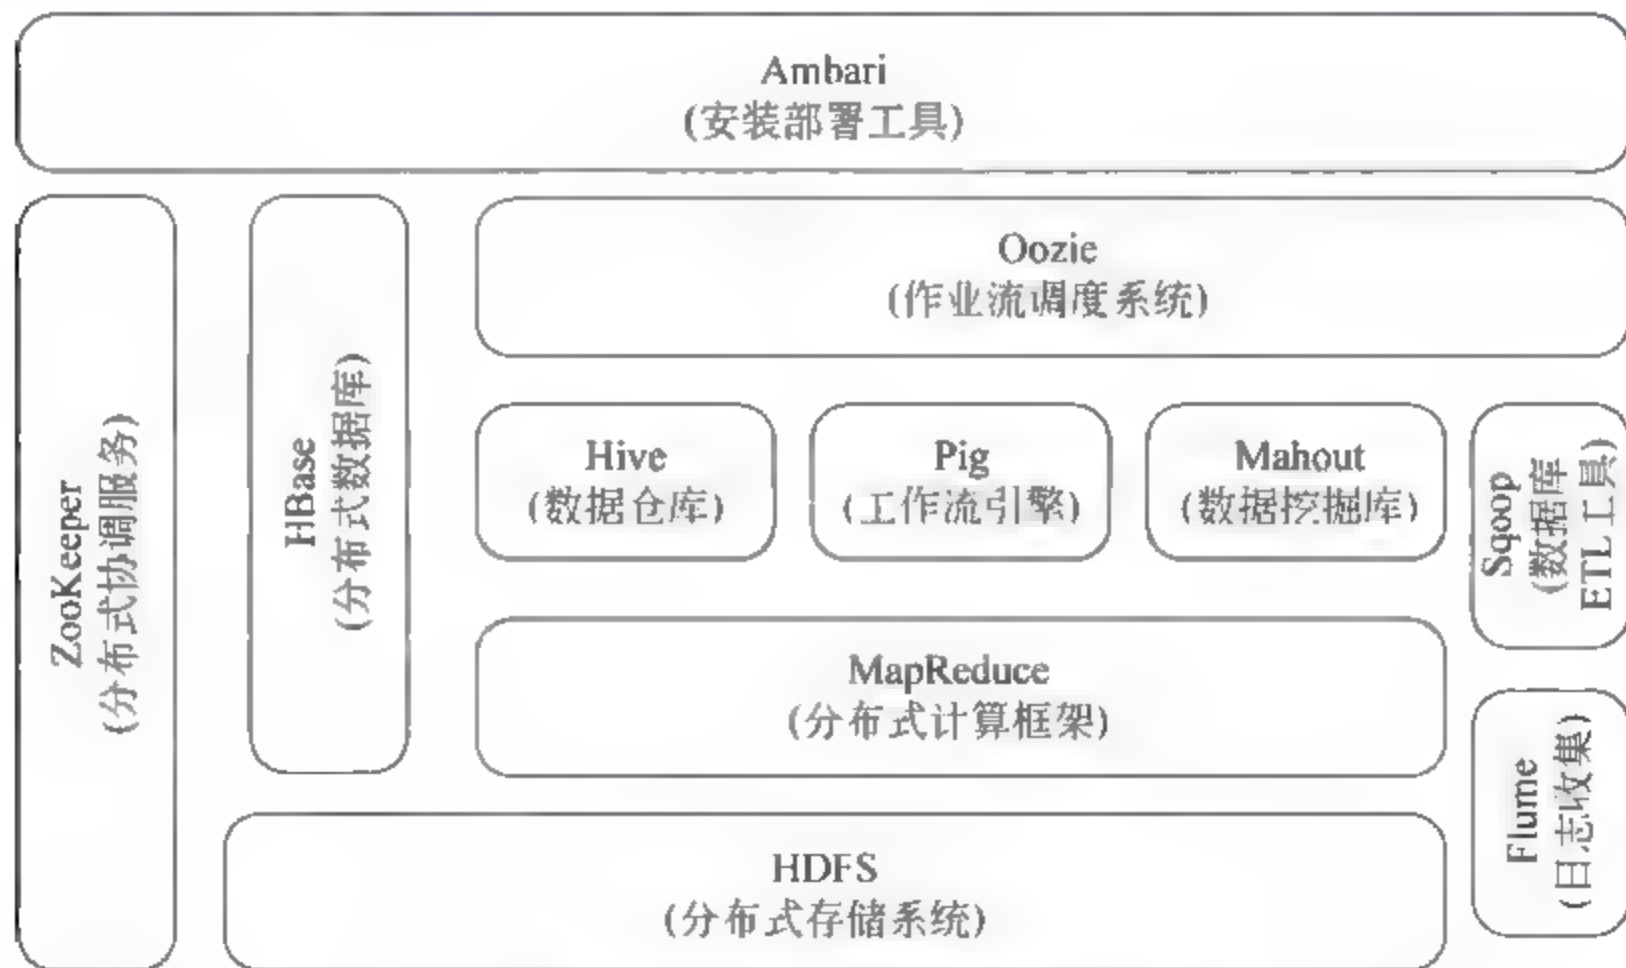 Ambari
(安装部署工具)
ZooKeeper
(分布式协调服务)
HBase
(分布式数据库)
Oozie
(作业流调度系统)
Hive
(数据仓库)
Pig
(工作流引擎)
Mahout
(数据挖掘库)
Sqoop
(数据库
ETL 工具)
MapReduce
(分布式计算框架)
Flume
(日志收集)
HDFS
(分布式存储系统)